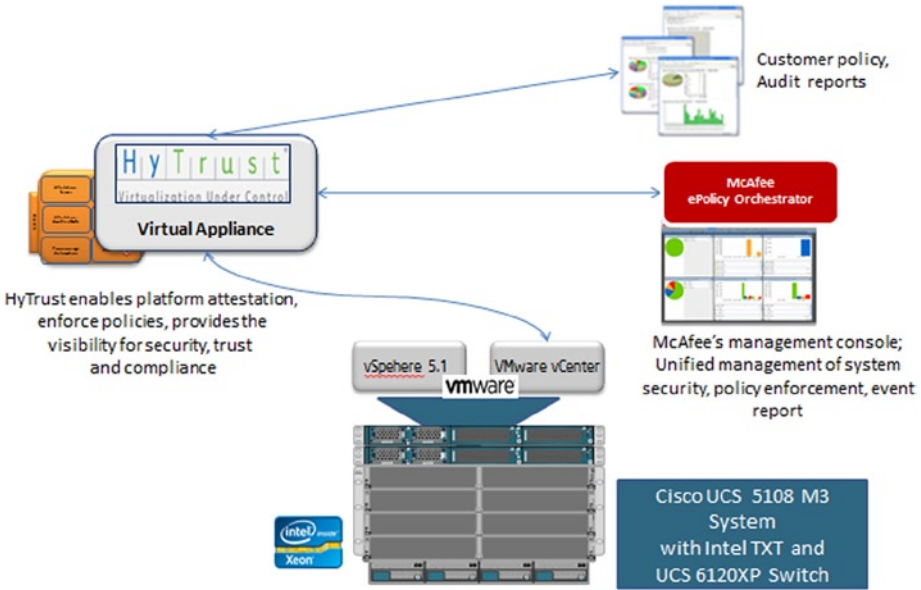 Customer policy,
Audit reports
HyTrust
Virtualization Under Control
Virtual Appliance
McAfee
ePolicy Orchestrator
HyTrust enables platform attestation,
enforce policies, provides the
visibility for security, trust
and compliance
McAfee's management console;
Unified management of system
security, policy enforcement, event
report
vSpehere 5.1
VMware vCenter
vmware
Cisco UCS 5108 M3
System
with Intel TXT and
UCS 6120XP Switch
intel inside
Xeon